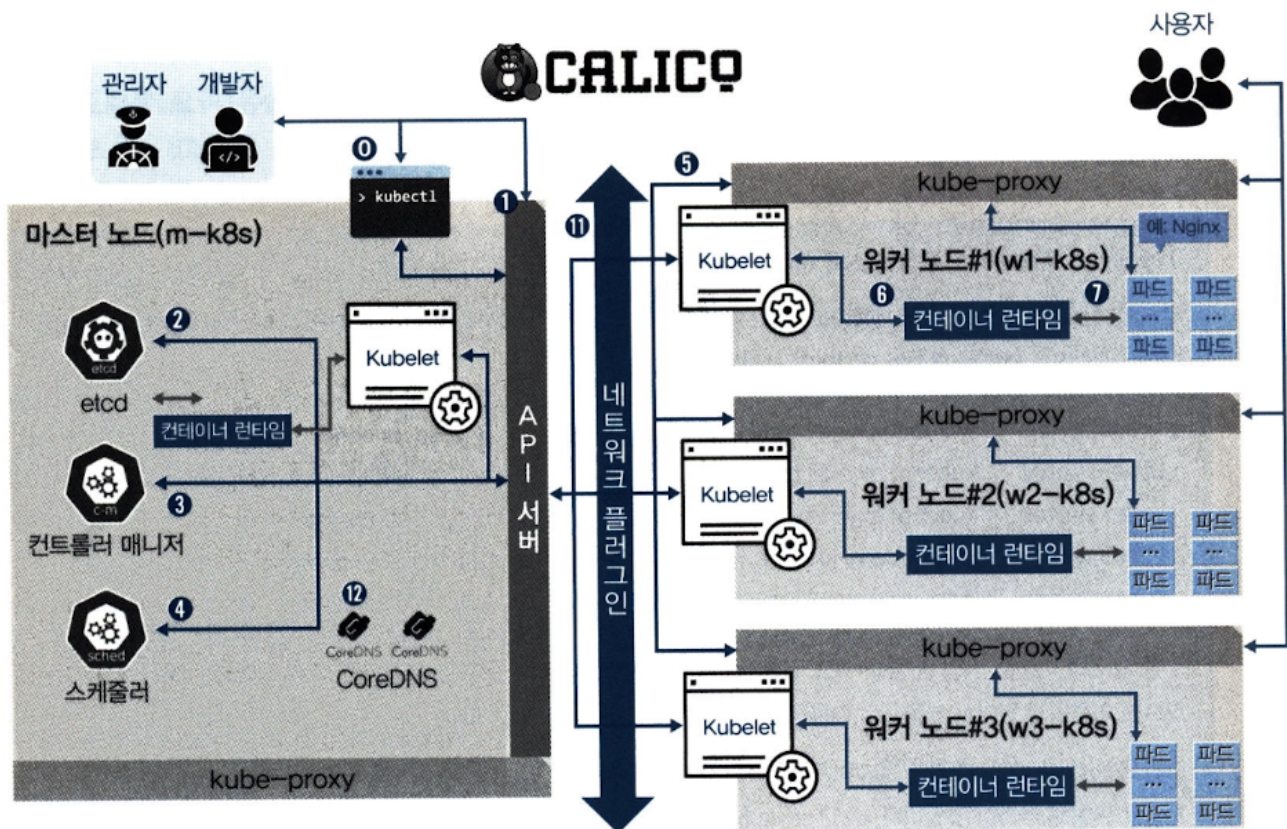 사용자
CALICO
관리자 개발자
0
> kubectl
1
마스터 노드(m-k8s)
2
etcd
etcd
컨테이너 런타임
Kubelet
c-m
3
컨트롤러 매니저
4
sched
스케줄러
12
CoreDNS CoreDNS
CoreDNS
kube-proxy
API 서버
11
네트워크 플러그인
5
kube-proxy
Kubelet
워커 노드#1(w1-k8s)
예: Nginx
6
컨테이너 런타임
7
파드 파드
... ...
파드 파드
kube-proxy
Kubelet
워커 노드#2(w2-k8s)
컨테이너 런타임
파드 파드
... ...
파드 파드
kube-proxy
Kubelet
워커 노드#3(w3-k8s)
컨테이너 런타임
파드 파드
... ...
파드 파드